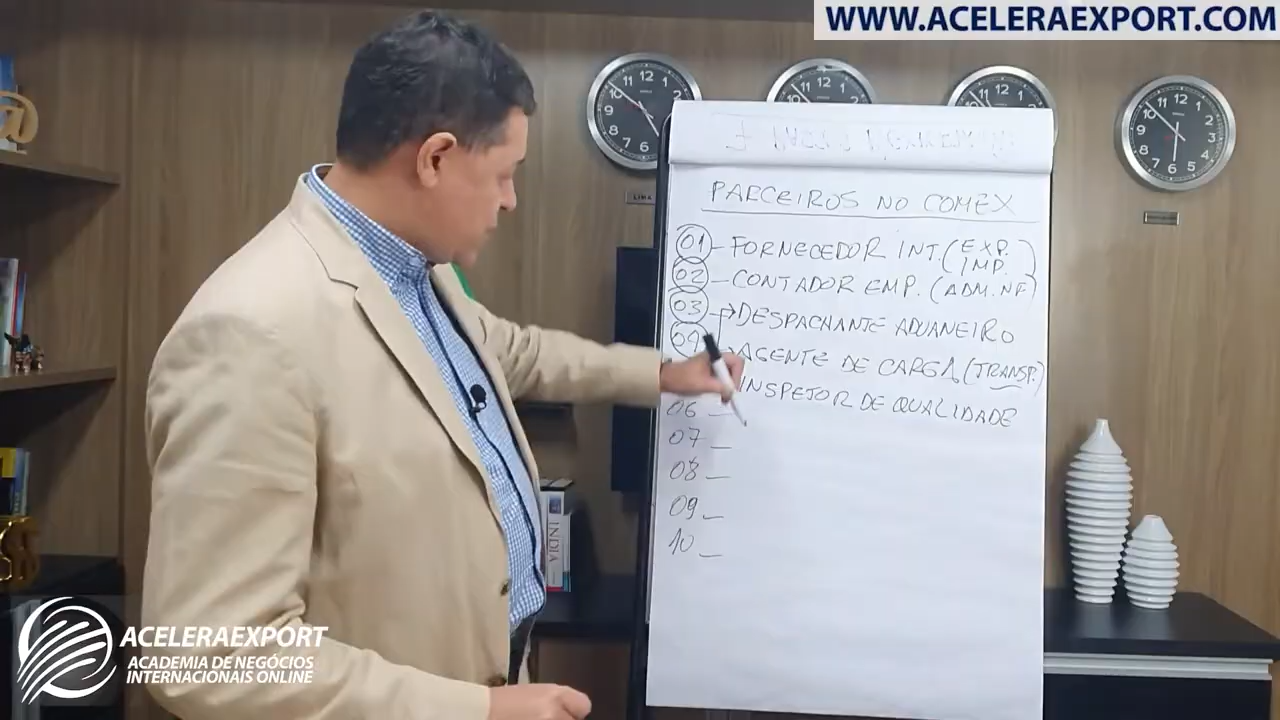 WWW.ACELERAEXPORT.COM
PARCEIROS NO COMEX
01 - FORNECEDOR INT. (EXP. IMP.)
02 - CONTADOR EMP. (ADM. NF)
03 - DESPACHANTE ADUANEIRO
04 AGENTE DE CARGA (TRANSP.)
INSPETOR DE QUALIDADE
06 _
07 _
08 _
09 _
10 _
LIMA
INDIA
ACELERAEXPORT
ACADEMIA DE NEGÓCIOS
INTERNACIONAIS ONLINE